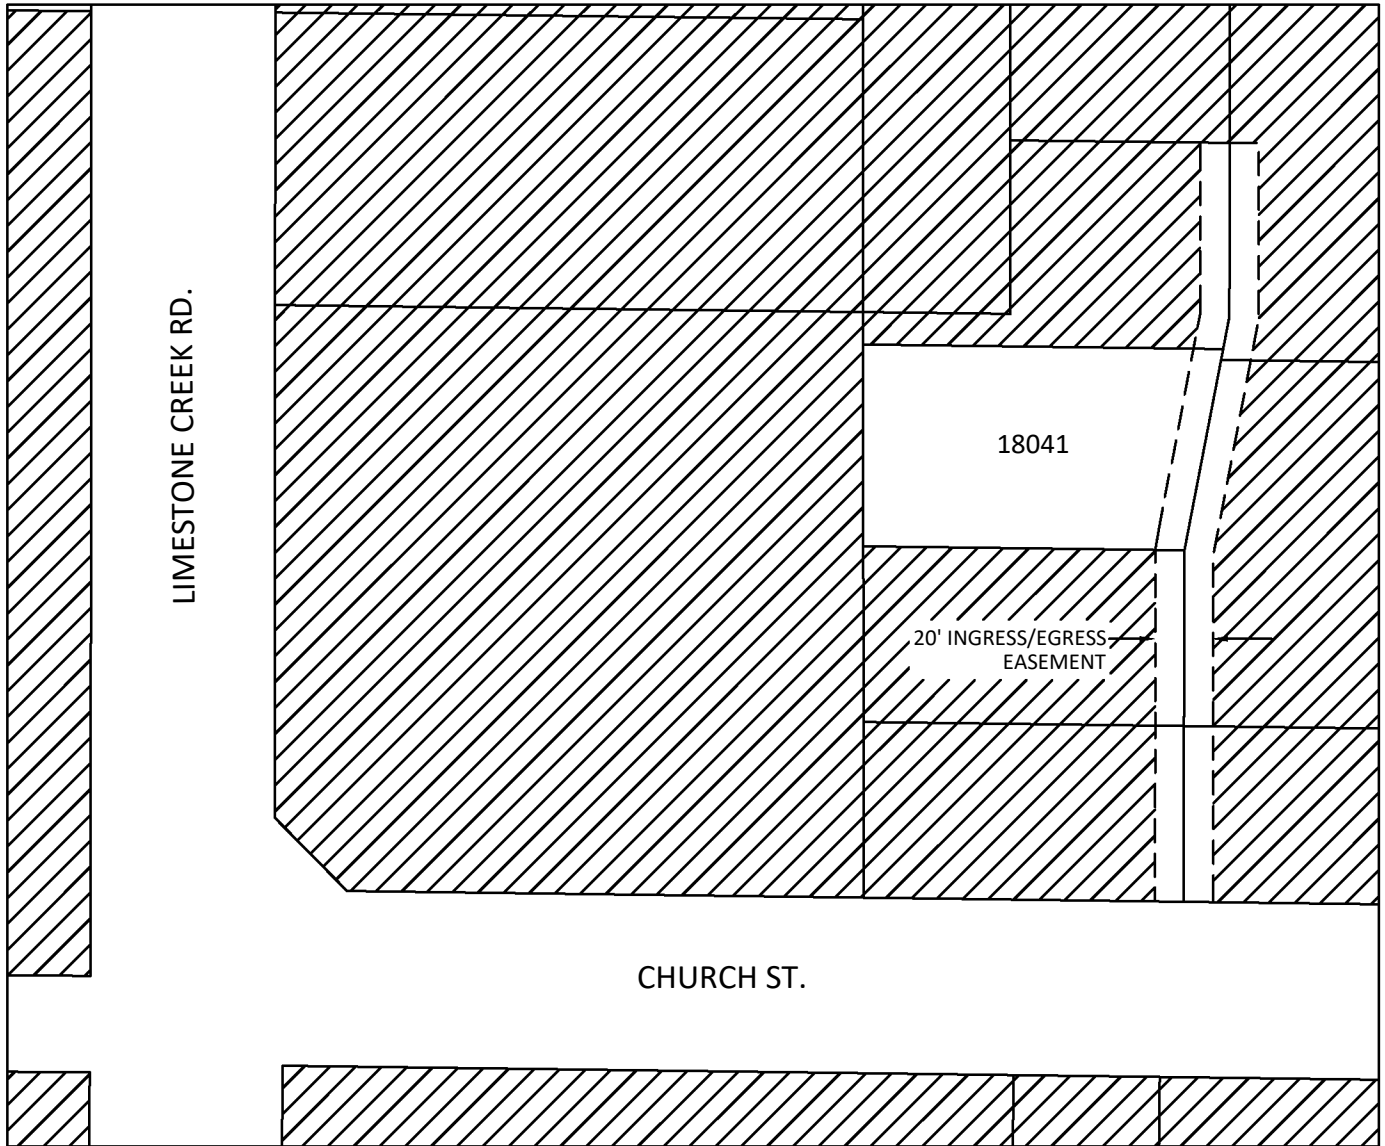 LIMESTONE CREEK RD.
18041
20' INGRESS/EGRESS
EASEMENT
CHURCH ST.